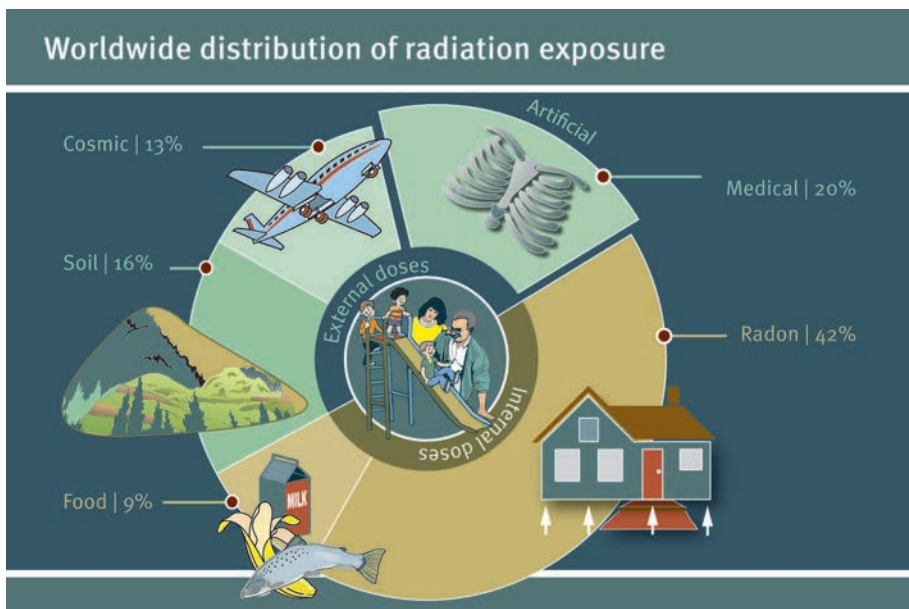 Worldwide distribution of radiation exposure
Artificial
Cosmic | 13%
Medical | 20%
Soil | 16%
External doses
Radon | 42%
Internal doses
Food | 9%
MILK